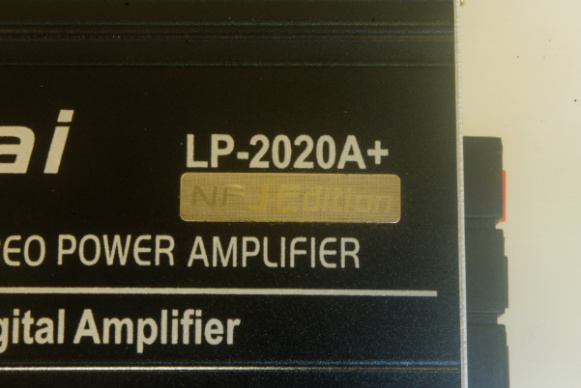 ai
LP-2020A+
NFJ Edition
EO POWER AMPLIFIER
gital Amplifier